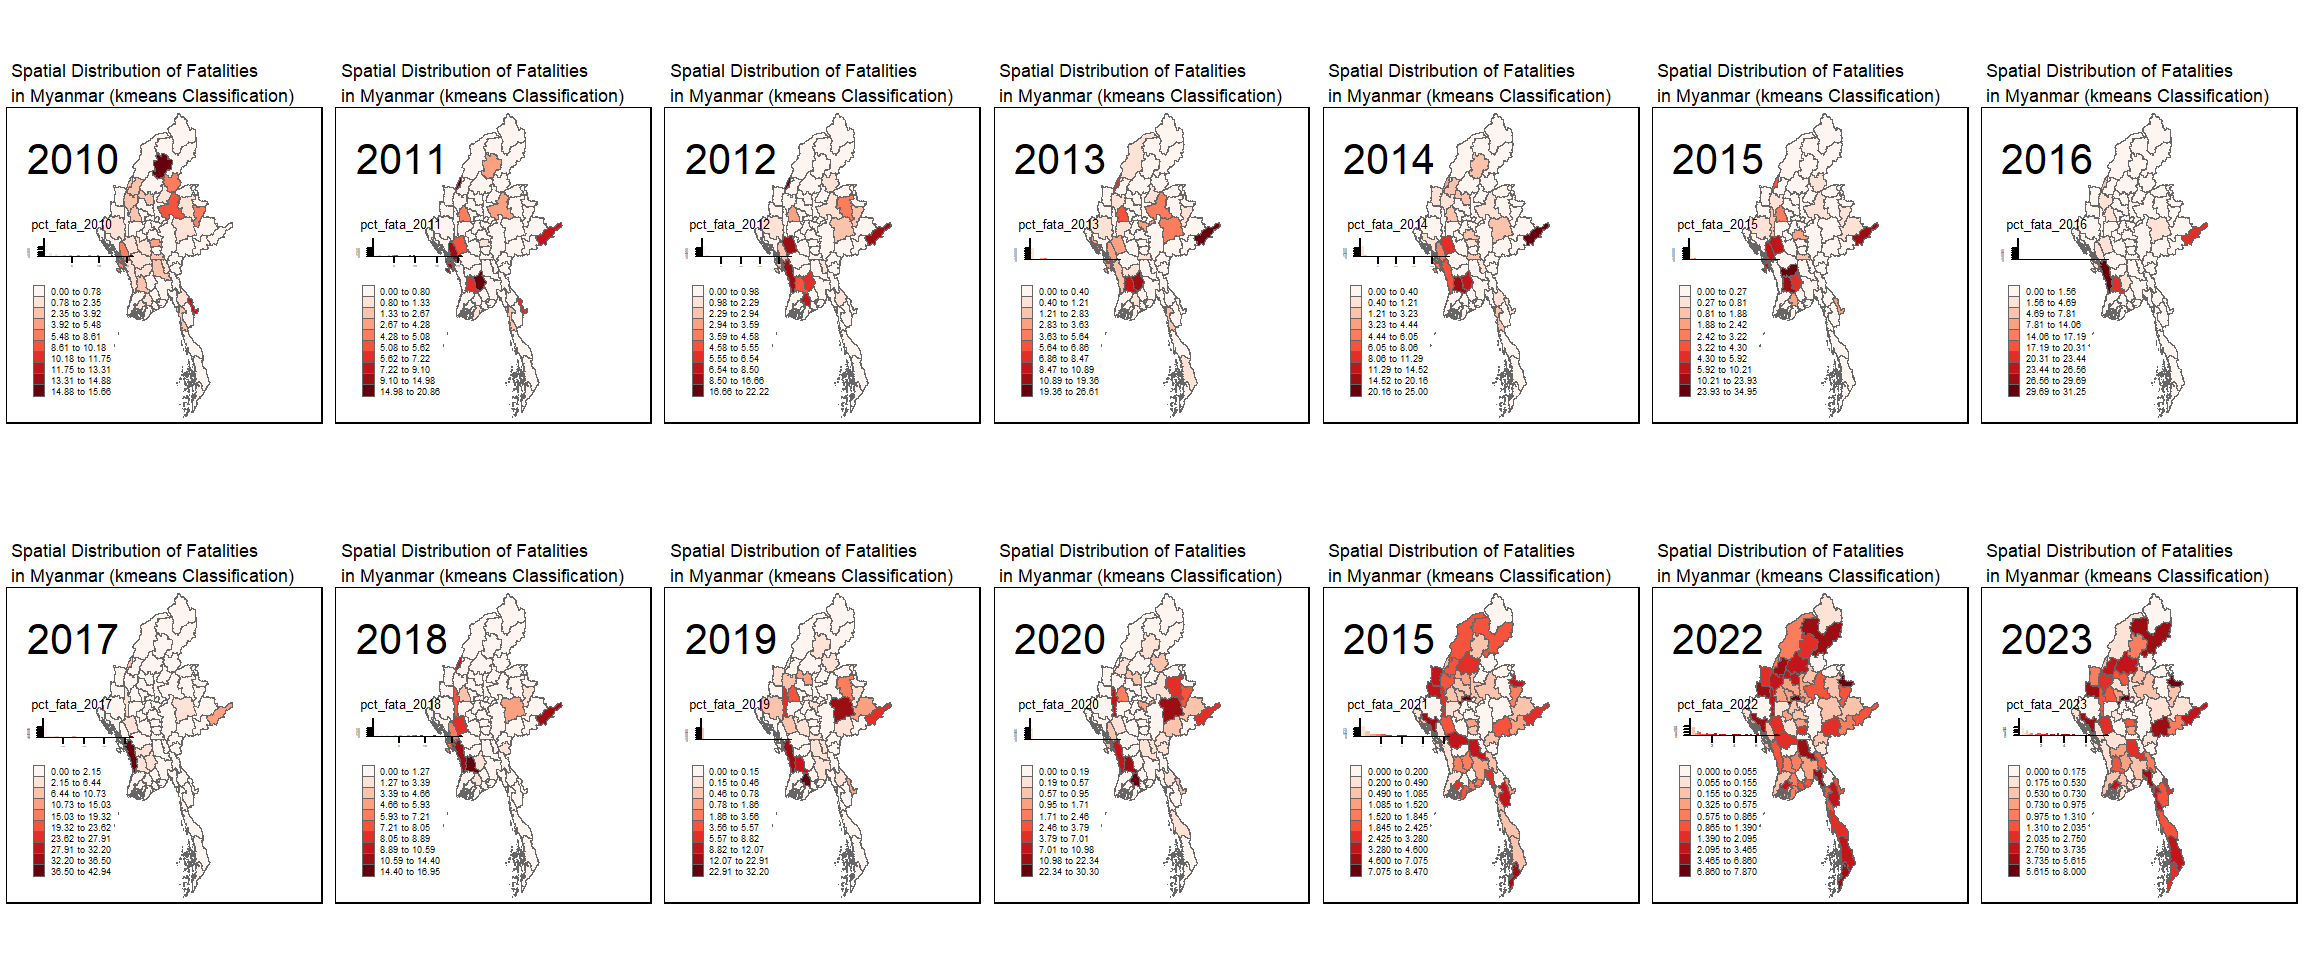 Spatial Distribution of Fatalities
in Myanmar (kmeans Classification)
2010
pct_fata_2010
0.00 to 0.78
0.78 to 2.35
2.35 to 3.92
3.92 to 5.48
5.48 to 8.61
8.61 to 10.18
10.18 to 11.75
11.75 to 13.31
13.31 to 14.88
14.88 to 15.66
Spatial Distribution of Fatalities
in Myanmar (kmeans Classification)
2011
pct_fata_2011
0.00 to 0.80
0.80 to 1.33
1.33 to 2.67
2.67 to 4.28
4.28 to 5.08
5.08 to 5.62
5.62 to 7.22
7.22 to 9.10
9.10 to 14.98
14.98 to 20.86
Spatial Distribution of Fatalities
in Myanmar (kmeans Classification)
2012
pct_fata_2012
0.00 to 0.98
0.98 to 2.29
2.29 to 2.94
2.94 to 3.59
3.59 to 4.58
4.58 to 5.55
5.55 to 6.54
6.54 to 8.50
8.50 to 16.66
16.66 to 22.22
Spatial Distribution of Fatalities
in Myanmar (kmeans Classification)
2013
pct_fata_2013
0.00 to 0.40
0.40 to 1.21
1.21 to 2.83
2.83 to 3.63
3.63 to 5.64
5.64 to 6.86
6.86 to 8.47
8.47 to 10.89
10.89 to 19.36
19.36 to 26.61
Spatial Distribution of Fatalities
in Myanmar (kmeans Classification)
2014
pct_fata_2014
0.00 to 0.40
0.40 to 1.21
1.21 to 3.23
3.23 to 4.44
4.44 to 6.05
6.05 to 8.06
8.06 to 11.29
11.29 to 14.52
14.52 to 20.16
20.16 to 25.00
Spatial Distribution of Fatalities
in Myanmar (kmeans Classification)
2015
pct_fata_2015
0.00 to 0.27
0.27 to 0.81
0.81 to 1.88
1.88 to 2.42
2.42 to 3.22
3.22 to 4.30
4.30 to 5.92
5.92 to 10.21
10.21 to 23.93
23.93 to 34.95
Spatial Distribution of Fatalities
in Myanmar (kmeans Classification)
2016
pct_fata_2016
0.00 to 1.56
1.56 to 4.69
4.69 to 7.81
7.81 to 14.06
14.06 to 17.19
17.19 to 20.31
20.31 to 23.44
23.44 to 26.56
26.56 to 29.69
29.69 to 31.25
Spatial Distribution of Fatalities
in Myanmar (kmeans Classification)
2017
pct_fata_2017
0.00 to 2.15
2.15 to 6.44
6.44 to 10.73
10.73 to 15.03
15.03 to 19.32
19.32 to 23.62
23.62 to 27.91
27.91 to 32.20
32.20 to 36.50
36.50 to 42.94
Spatial Distribution of Fatalities
in Myanmar (kmeans Classification)
2018
pct_fata_2018
0.00 to 1.27
1.27 to 3.39
3.39 to 4.66
4.66 to 5.93
5.93 to 7.21
7.21 to 8.05
8.05 to 8.89
8.89 to 10.59
10.59 to 14.40
14.40 to 16.95
Spatial Distribution of Fatalities
in Myanmar (kmeans Classification)
2019
pct_fata_2019
0.00 to 0.15
0.15 to 0.46
0.46 to 0.78
0.78 to 1.86
1.86 to 3.56
3.56 to 5.57
5.57 to 8.82
8.82 to 12.07
12.07 to 22.91
22.91 to 32.20
Spatial Distribution of Fatalities
in Myanmar (kmeans Classification)
2020
pct_fata_2020
0.00 to 0.19
0.19 to 0.57
0.57 to 0.95
0.95 to 1.71
1.71 to 2.46
2.46 to 3.79
3.79 to 7.01
7.01 to 10.98
10.98 to 22.34
22.34 to 30.30
Spatial Distribution of Fatalities
in Myanmar (kmeans Classification)
2015
pct_fata_2021
0.000 to 0.200
0.200 to 0.490
0.490 to 1.085
1.085 to 1.520
1.520 to 1.845
1.845 to 2.425
2.425 to 3.280
3.280 to 4.600
4.600 to 7.075
7.075 to 8.470
Spatial Distribution of Fatalities
in Myanmar (kmeans Classification)
2022
pct_fata_2022
0.000 to 0.055
0.055 to 0.155
0.155 to 0.325
0.325 to 0.575
0.575 to 0.865
0.865 to 1.390
1.390 to 2.095
2.095 to 3.465
3.465 to 6.860
6.860 to 7.870
Spatial Distribution of Fatalities
in Myanmar (kmeans Classification)
2023
pct_fata_2023
0.000 to 0.175
0.175 to 0.530
0.530 to 0.730
0.730 to 0.975
0.975 to 1.310
1.310 to 2.035
2.035 to 2.750
2.750 to 3.735
3.735 to 5.615
5.615 to 8.000